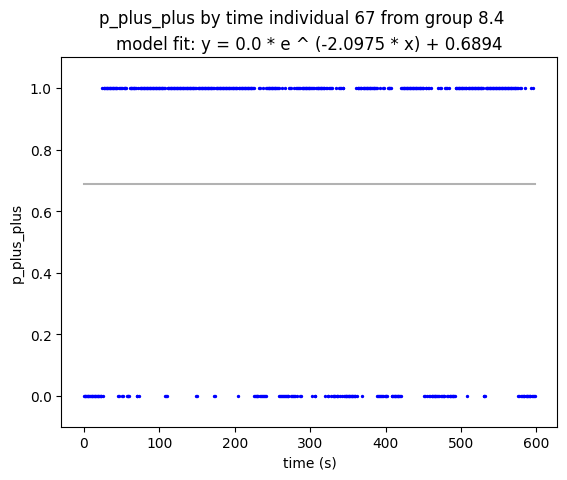 p_plus_plus by time individual 67 from group 8.4
model fit: y = 0.0 * e ^ (-2.0975 * x) + 0.6894
1.0
0.8
0.6
0.4
0.2
0.0
p_plus_plus
0 100 200 300 400 500 600
time (s)